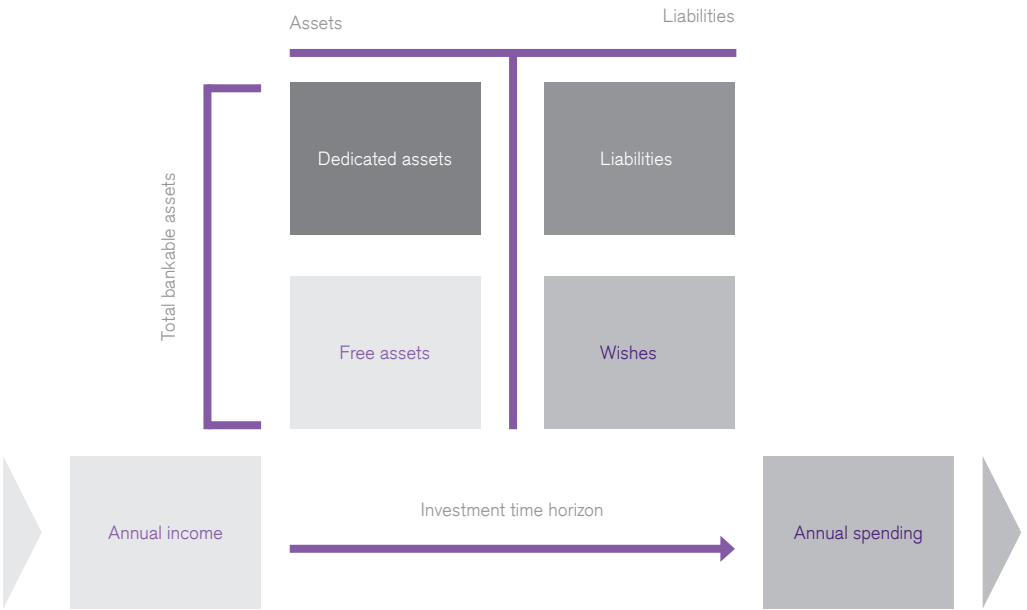 Assets
Liabilities
Total bankable assets
Dedicated assets
Liabilities
Free assets
Wishes
Annual income
Investment time horizon
Annual spending